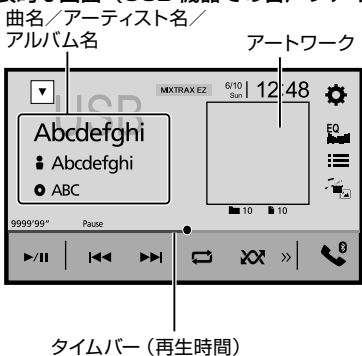 曲名／アーティスト名／
アルバム名
アートワーク
USB
MIXTRAX EZ
6/10
Sun
12:48
EQ
Abcdefghi
Abcdefghi
ABC
10
10
9999'99"
Pause
タイムバー（再生時間）